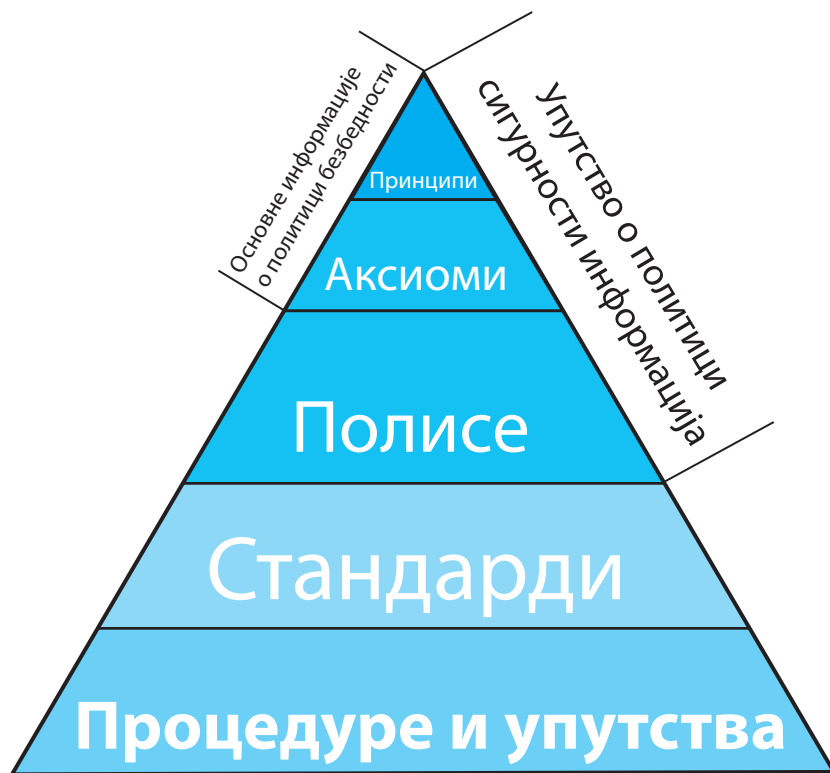 Основне информације
о политици безбедности
Упутство о политици
сигурности информација
Принципи
Аксиоми
Полисе
Стандарди
Процедуре и упутства